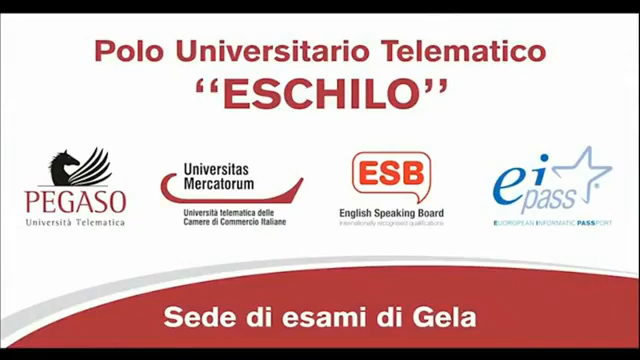 Polo Universitario Telematico
“ESCHILO”
PEGASO
Università Telematica
Universitas
Mercatorum
Università telematica delle
Camere di Commercio Italiane
ESB
English Speaking Board
Internationally recognised qualifications
ei
pass
EUOROPEAN INFORMATIC PASSPORT
Sede di esami di Gela